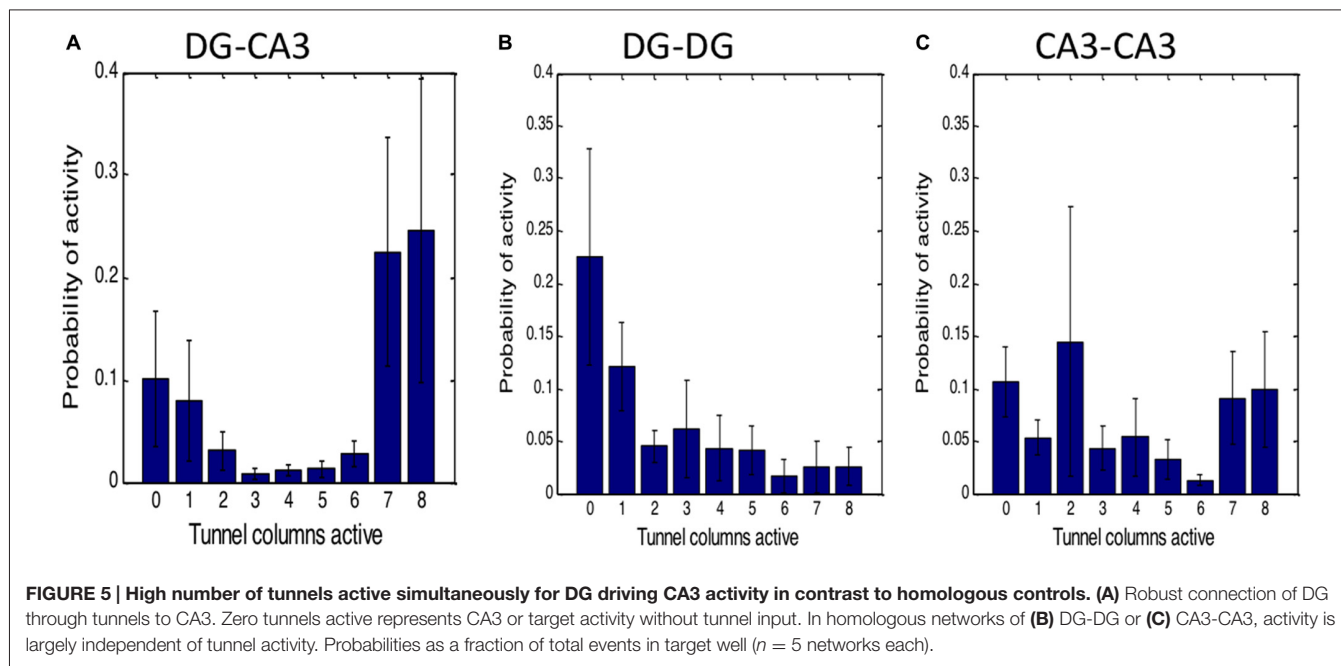 A DG-CA3
0.4
0.3
0.2
0.1
0
Probability of activity
0 1 2 3 4 5 6 7 8
Tunnel columns active
B DG-DG
0.4
0.35
0.3
0.25
0.2
0.15
0.1
0.05
0
Probability of activity
0 1 2 3 4 5 6 7 8
Tunnel columns active
C CA3-CA3
0.4
0.35
0.3
0.25
0.2
0.15
0.1
0.05
0
Probability of activity
0 1 2 3 4 5 6 7 8
Tunnel columns active
FIGURE 5 | High number of tunnels active simultaneously for DG driving CA3 activity in contrast to homologous controls. (A) Robust connection of DG
through tunnels to CA3. Zero tunnels active represents CA3 or target activity without tunnel input. In homologous networks of (B) DG-DG or (C) CA3-CA3, activity is
largely independent of tunnel activity. Probabilities as a fraction of total events in target well (n = 5 networks each).